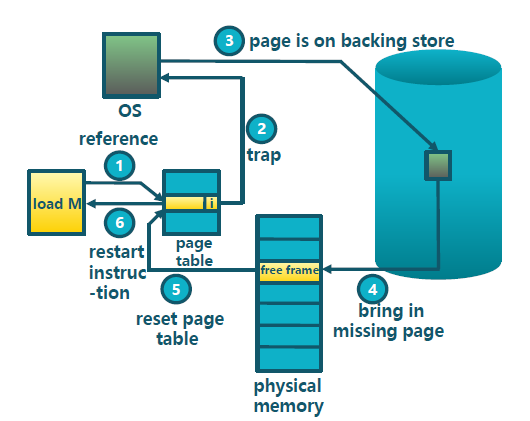 3 page is on backing store
OS
reference
2
trap
1
load M
i
6
page
table
restart
instruc
-tion
free frame
5
4
reset page
table
bring in
missing page
physical
memory